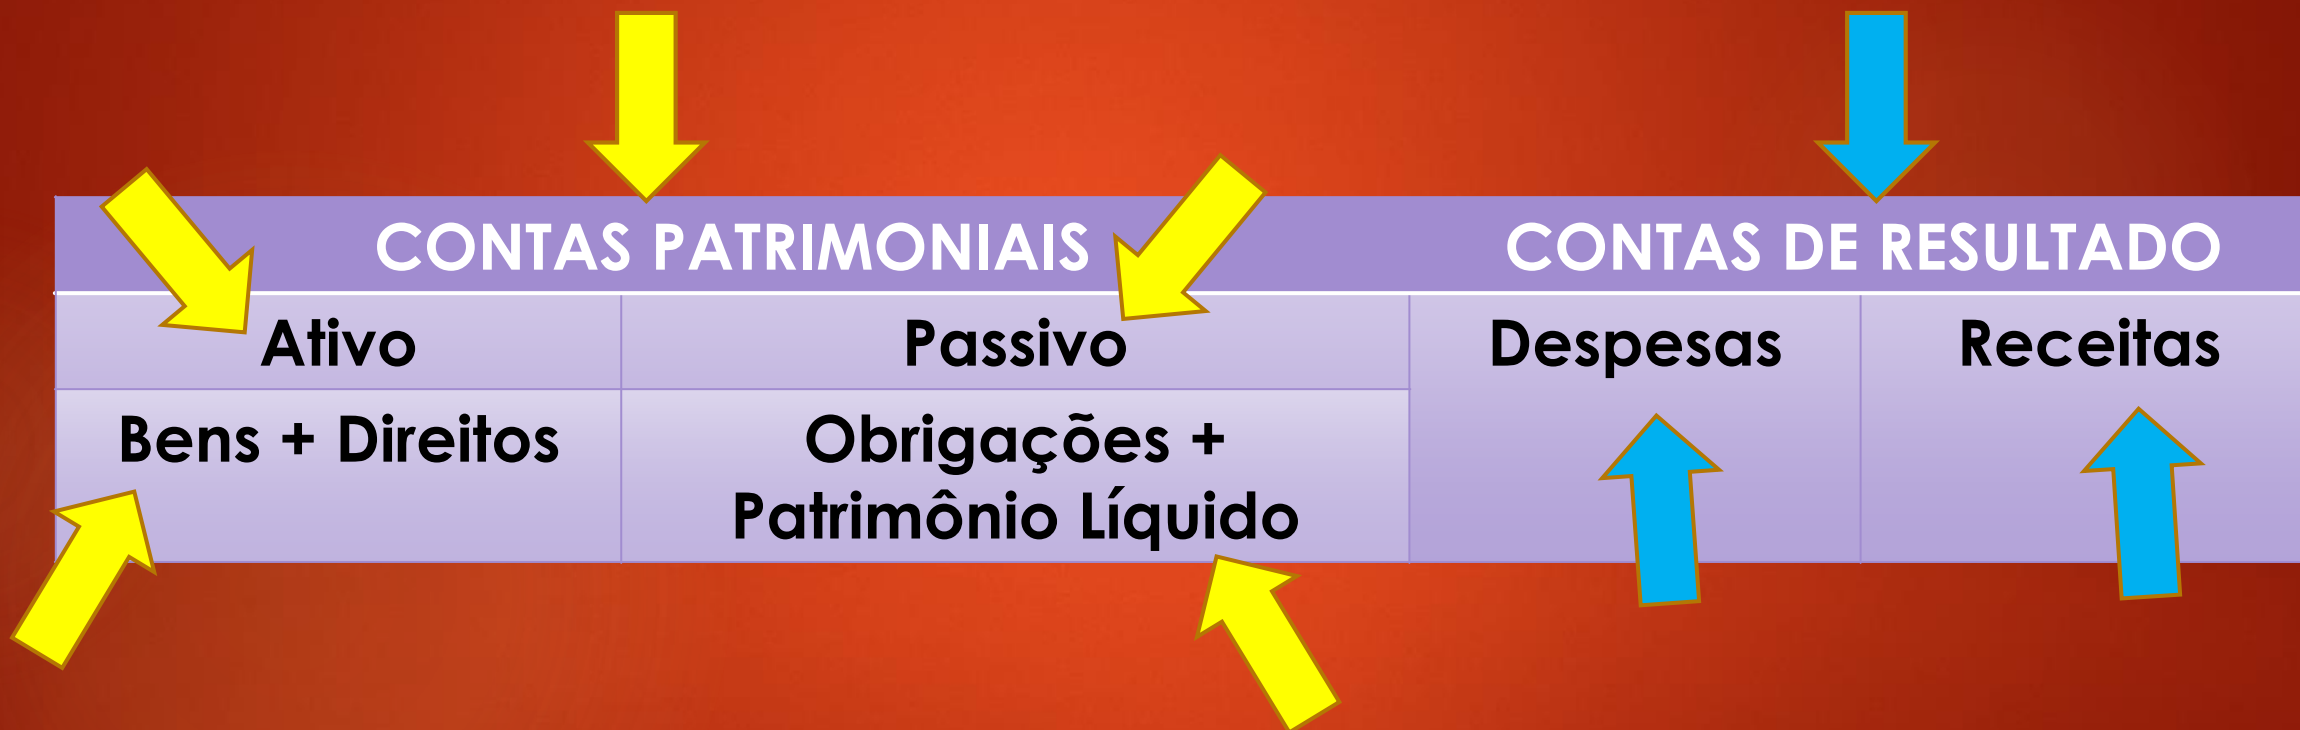 CONTAS PATRIMONIAIS
CONTAS DE RESULTADO
Ativo
Passivo
Despesas
Receitas
Bens + Direitos
Obrigações +
Patrimônio Líquido